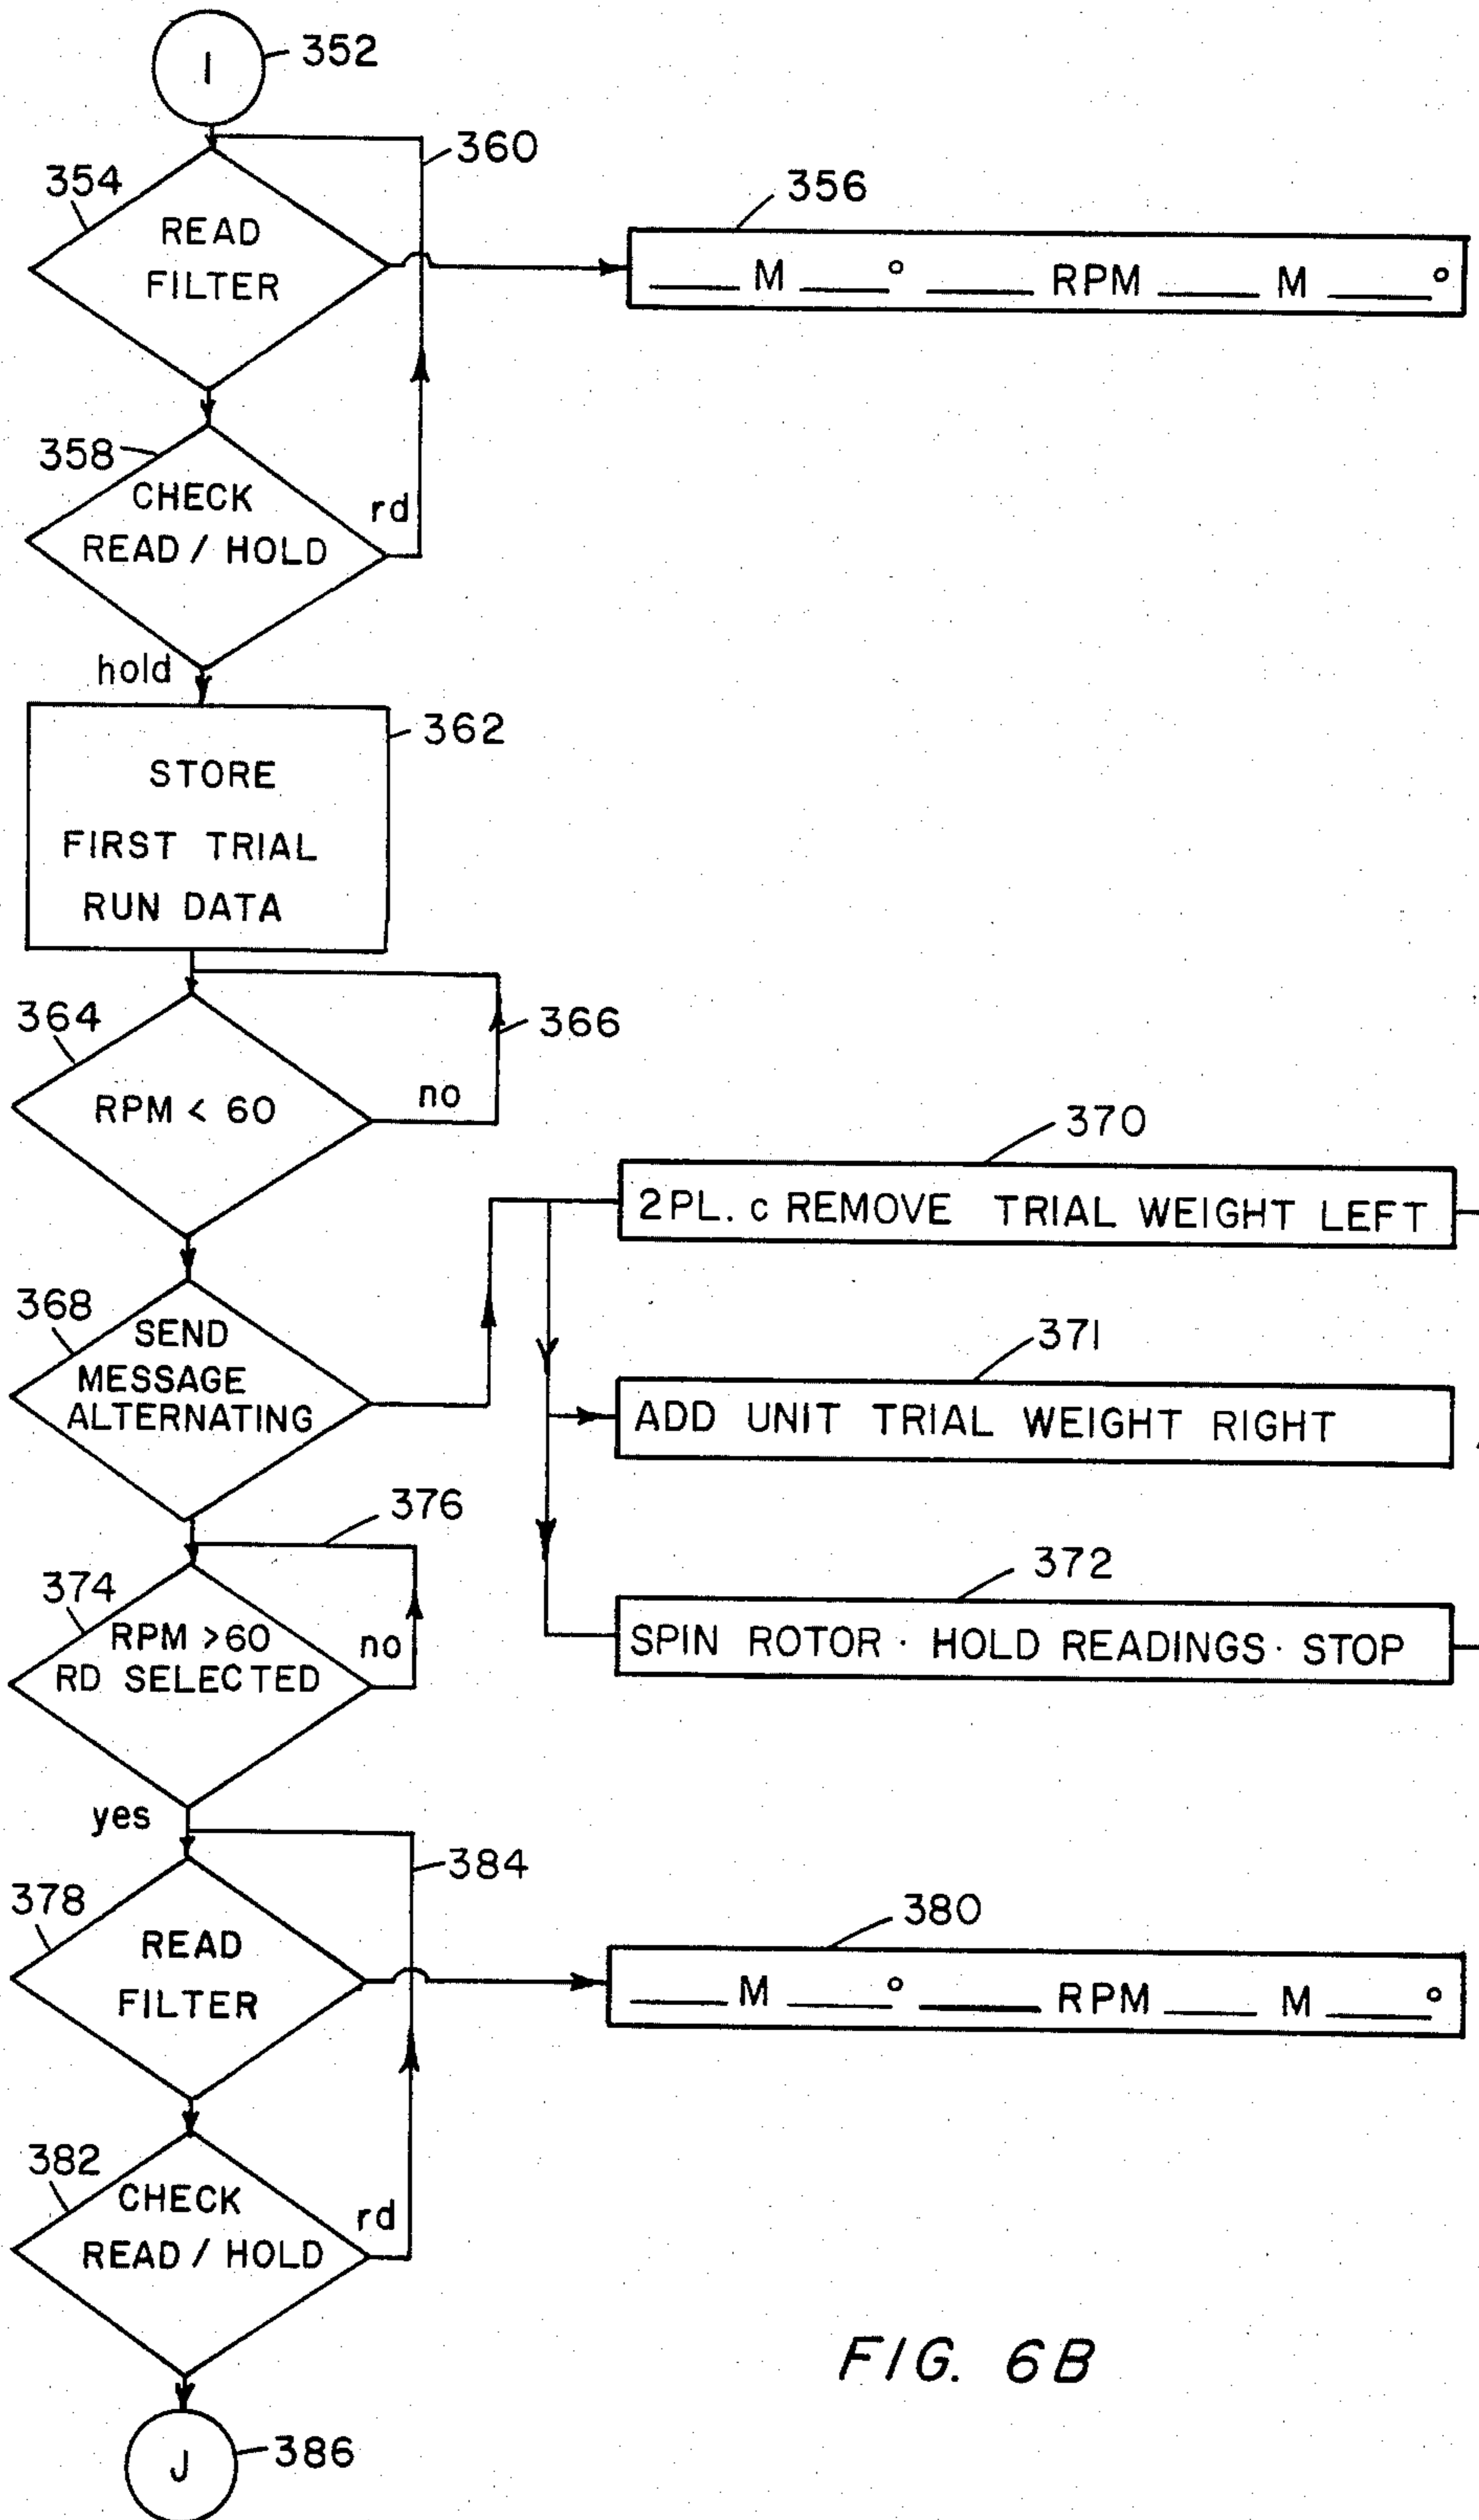 I
352
360
354
READ
FILTER
356
___ M ___° ___ RPM ___ M ___°
358
CHECK
READ / HOLD
rd
hold
362
STORE
FIRST TRIAL
RUN DATA
364
366
RPM < 60
no
370
2PL. c REMOVE TRIAL WEIGHT LEFT
368
SEND
MESSAGE
ALTERNATING
371
ADD UNIT TRIAL WEIGHT RIGHT
376
374
RPM >60
RD SELECTED
no
372
SPIN ROTOR · HOLD READINGS · STOP
yes
384
378
READ
FILTER
380
___ M ___° ___ RPM ___ M ___°
382
CHECK
READ / HOLD
rd
FIG. 6B
J
386